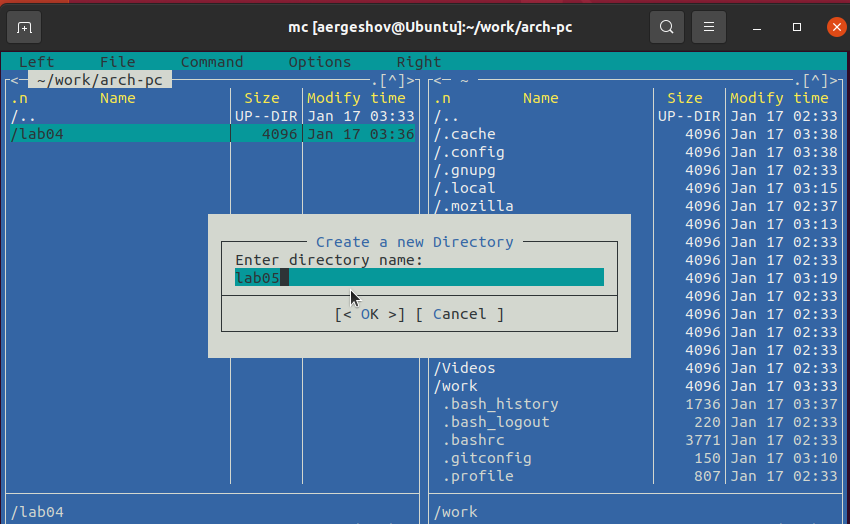 mc [aergeshov@Ubuntu]:~/work/arch-pc
Left File Command Options Right
<─ ~/work/arch-pc .[^]>
.n Name Size Modify time
/.. UP--DIR Jan 17 03:33
/lab04 4096 Jan 17 03:36
/lab04
<─ ~ .[^]>
.n Name Size Modify time
/.. UP--DIR Jan 17 02:33
/.cache 4096 Jan 17 03:38
/.config 4096 Jan 17 03:38
/.gnupg 4096 Jan 17 02:33
/.local 4096 Jan 17 03:15
/.mozilla 4096 Jan 17 02:37
4096 Jan 17 03:13
4096 Jan 17 02:33
4096 Jan 17 02:33
4096 Jan 17 03:19
4096 Jan 17 02:33
4096 Jan 17 02:33
4096 Jan 17 02:33
4096 Jan 17 02:33
/Videos 4096 Jan 17 02:33
/work 4096 Jan 17 03:33
.bash_history 1736 Jan 17 03:37
.bash_logout 220 Jan 17 02:33
.bashrc 3771 Jan 17 02:33
.gitconfig 150 Jan 17 03:10
.profile 807 Jan 17 02:33
/work
Create a new Directory
Enter directory name:
lab05
[< OK >] [ Cancel ]